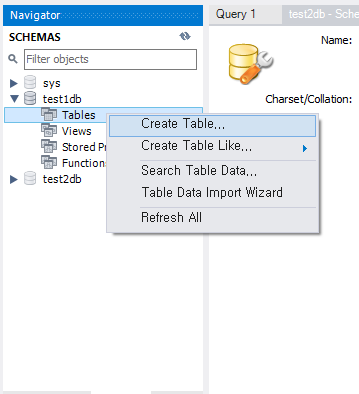 Navigator
SCHEMAS
Filter objects
sys
test1db
Tables
Views
Stored Pr
Function
test2db
Query 1
test2db - Sche
Name:
Charset/Collation:
Create Table...
Create Table Like...
Search Table Data...
Table Data Import Wizard
Refresh All